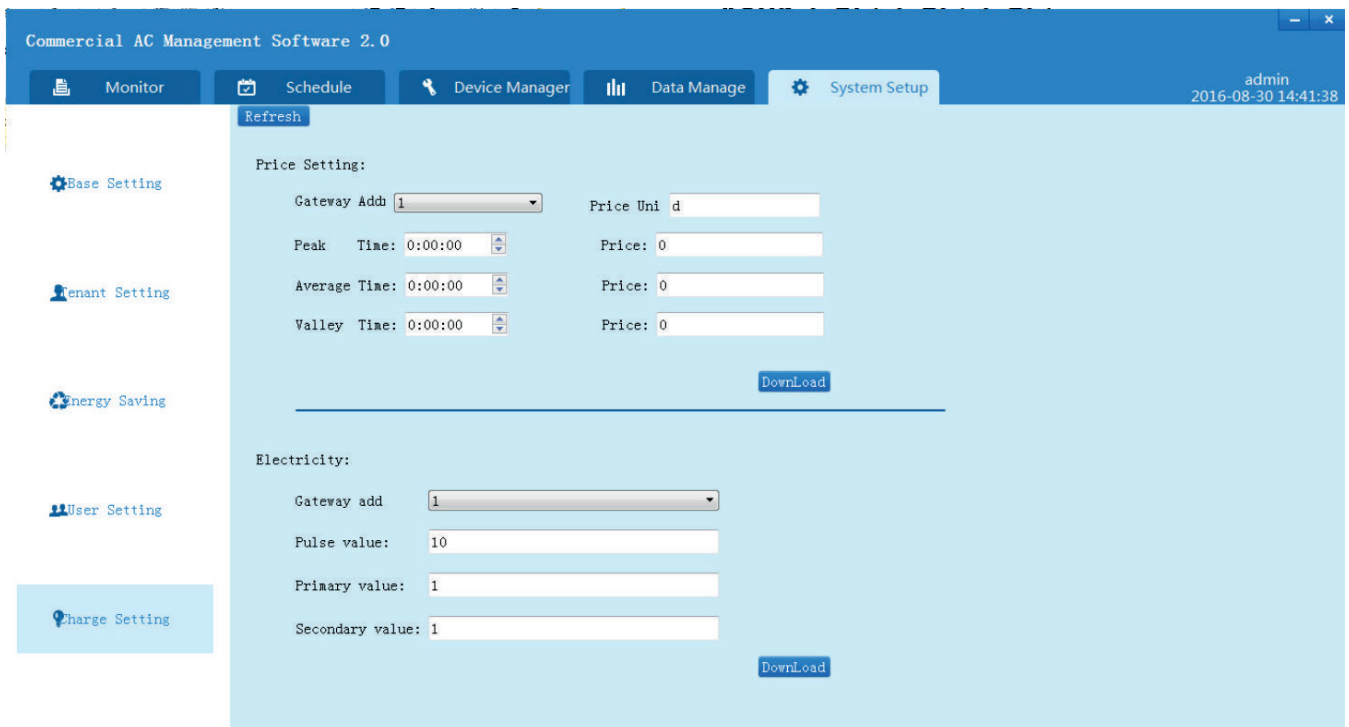 Commercial AC Management Software 2.0
Monitor Schedule Device Manager Data Manage System Setup
admin
2016-08-30 14:41:38
Refresh
Price Setting:
Base Setting
Gateway Add 1 Price Uni d
Peak Time: 0:00:00 Price: 0
Average Time: 0:00:00 Price: 0
Tenant Setting
Valley Time: 0:00:00 Price: 0
DownLoad
Energy Saving
Electricity:
Gateway add 1
User Setting
Pulse value: 10
Primary value: 1
Charge Setting
Secondary value: 1
DownLoad